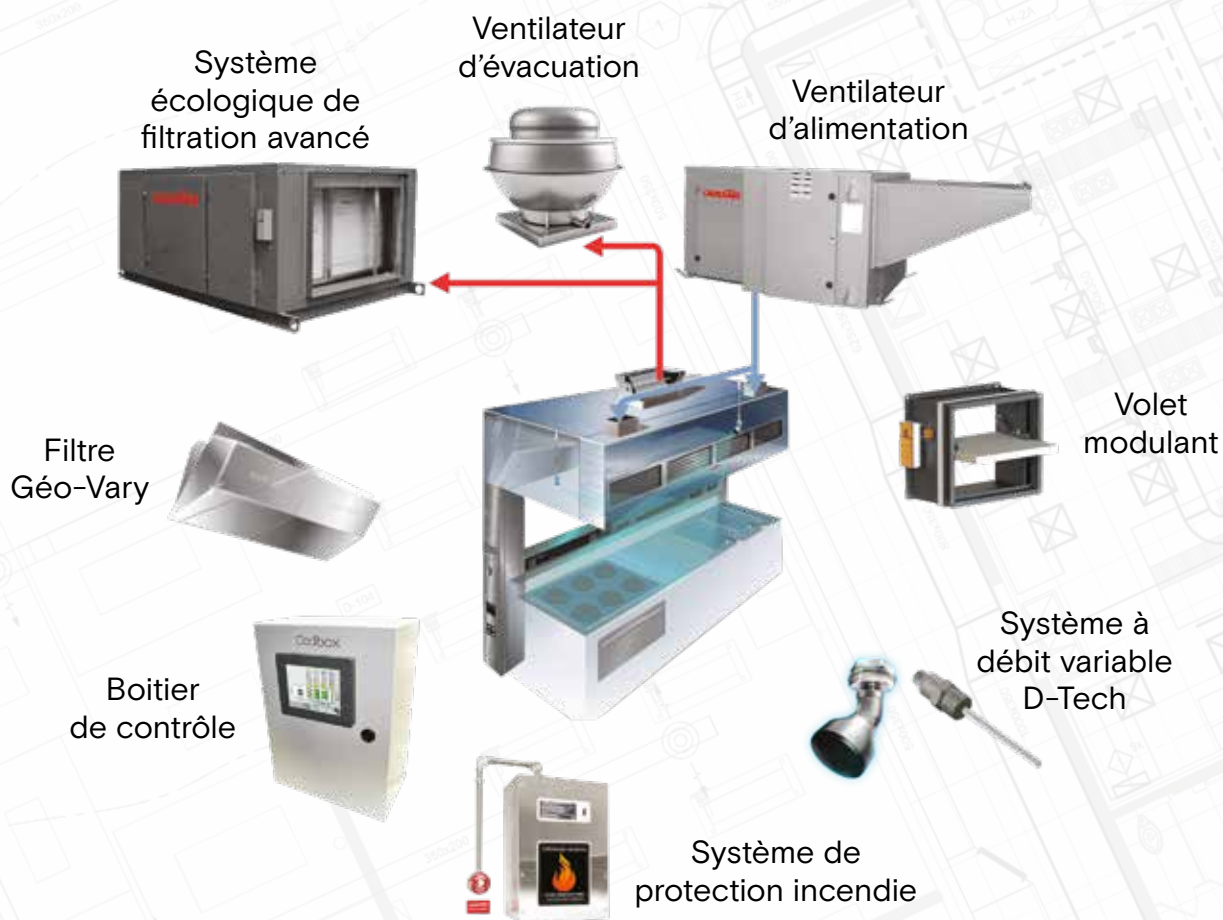 Ventilateur
d'évacuation
Système
écologique de
filtration avancé
Ventilateur
d'alimentation
Filtre
Géo-Vary
Volet
modulant
Boitier
de contrôle
Système à
débit variable
D-Tech
Système de
protection incendie